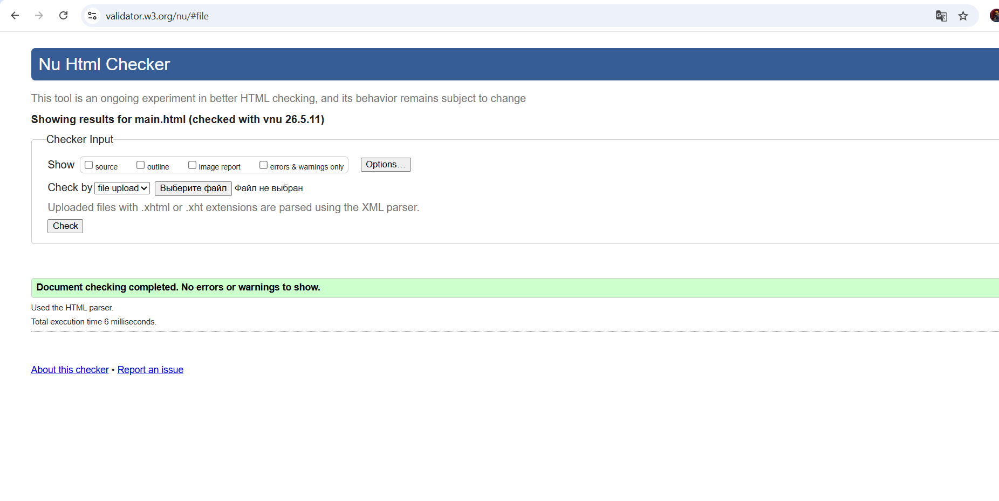 validator.w3.org/nu/#file
Nu Html Checker
This tool is an ongoing experiment in better HTML checking, and its behavior remains subject to change
Showing results for main.html (checked with vnu 26.5.11)
Checker Input
Show source outline image report errors & warnings only Options…
Check by file upload Выберите файл Файл не выбран
Uploaded files with .xhtml or .xht extensions are parsed using the XML parser.
Check
Document checking completed. No errors or warnings to show.
Used the HTML parser.
Total execution time 6 milliseconds.
About this checker • Report an issue